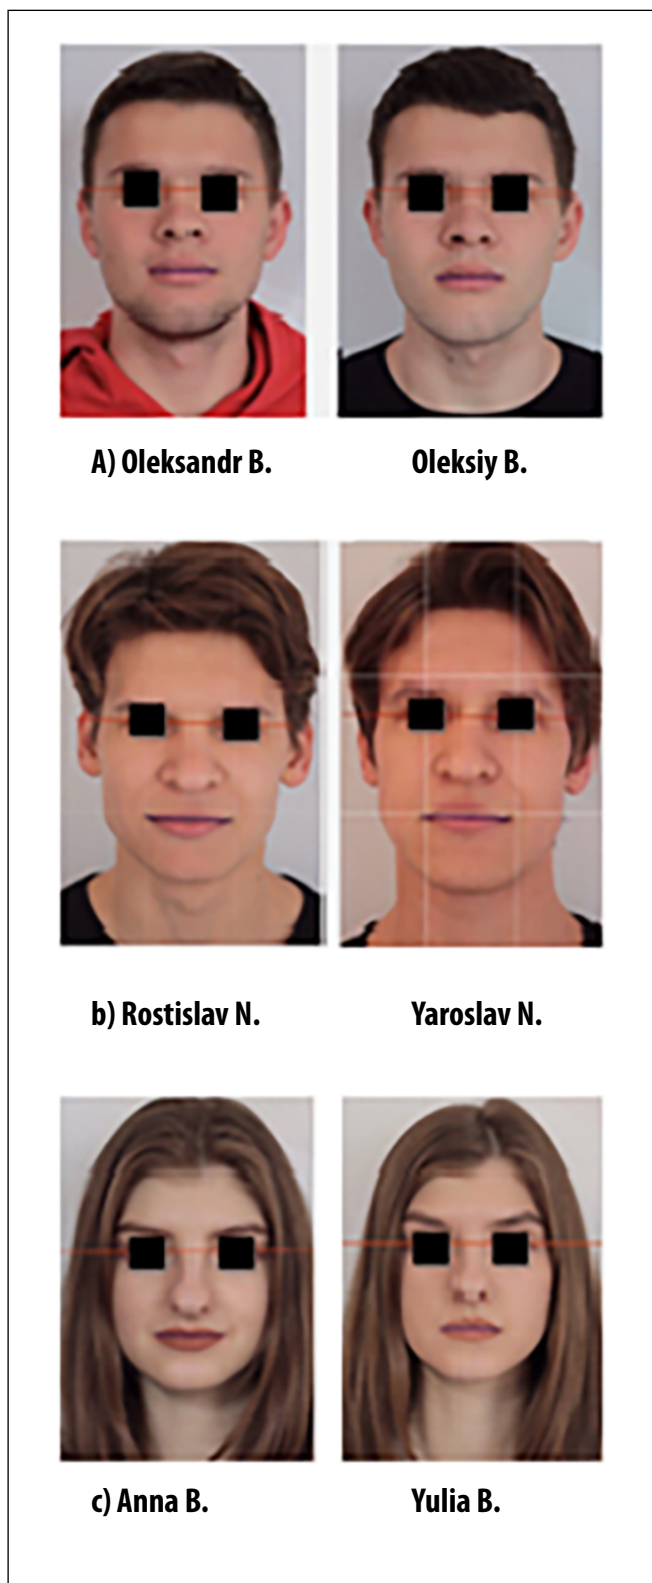 A) Oleksandr B. Oleksiy B.
b) Rostislav N. Yaroslav N.
c) Anna B. Yulia B.